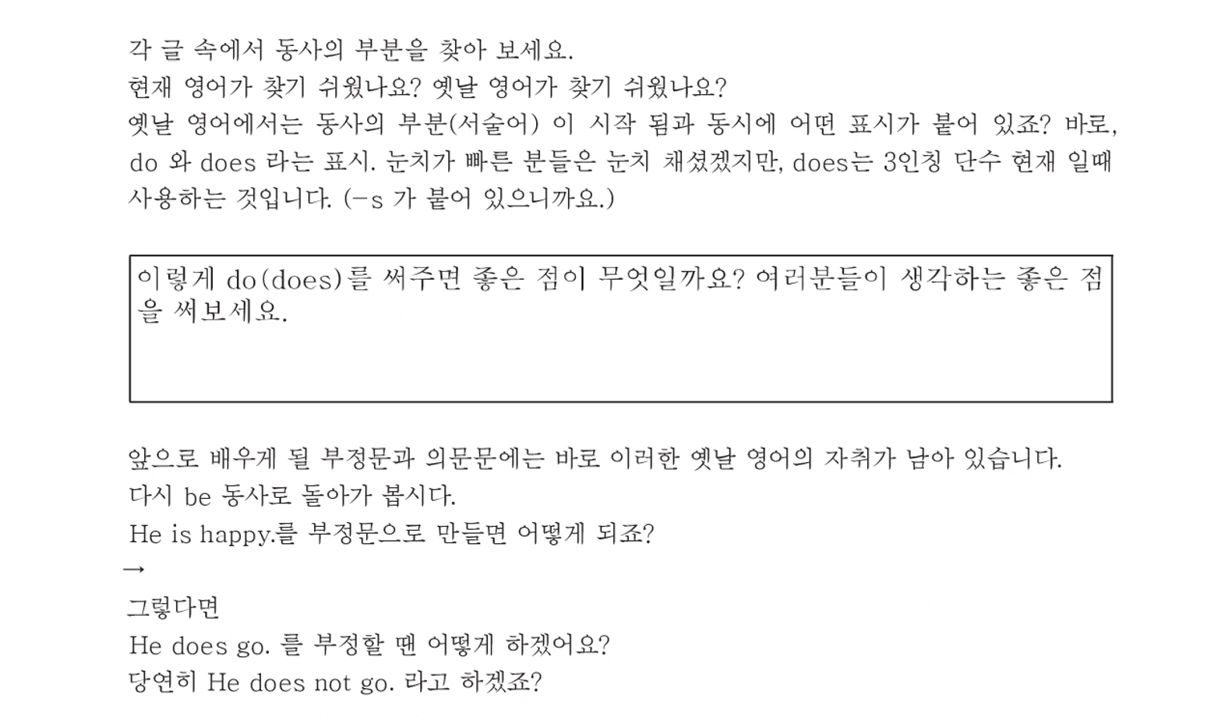 각 글 속에서 동사의 부분을 찾아 보세요.
현재 영어가 찾기 쉬웠나요? 옛날 영어가 찾기 쉬웠나요?
옛날 영어에서는 동사의 부분(서술어) 이 시작 됨과 동시에 어떤 표시가 붙어 있죠? 바로,
do 와 does 라는 표시. 눈치가 빠른 분들은 눈치 채셨겠지만, does는 3인칭 단수 현재 일때
사용하는 것입니다. (-s 가 붙어 있으니까요.)
이렇게 do(does)를 써주면 좋은 점이 무엇일까요? 여러분들이 생각하는 좋은 점
을 써보세요.
앞으로 배우게 될 부정문과 의문문에는 바로 이러한 옛날 영어의 자취가 남아 있습니다.
다시 be 동사로 돌아가 봅시다.
He is happy.를 부정문으로 만들면 어떻게 되죠?
→
그렇다면
He does go. 를 부정할 땐 어떻게 하겠어요?
당연히 He does not go. 라고 하겠죠?